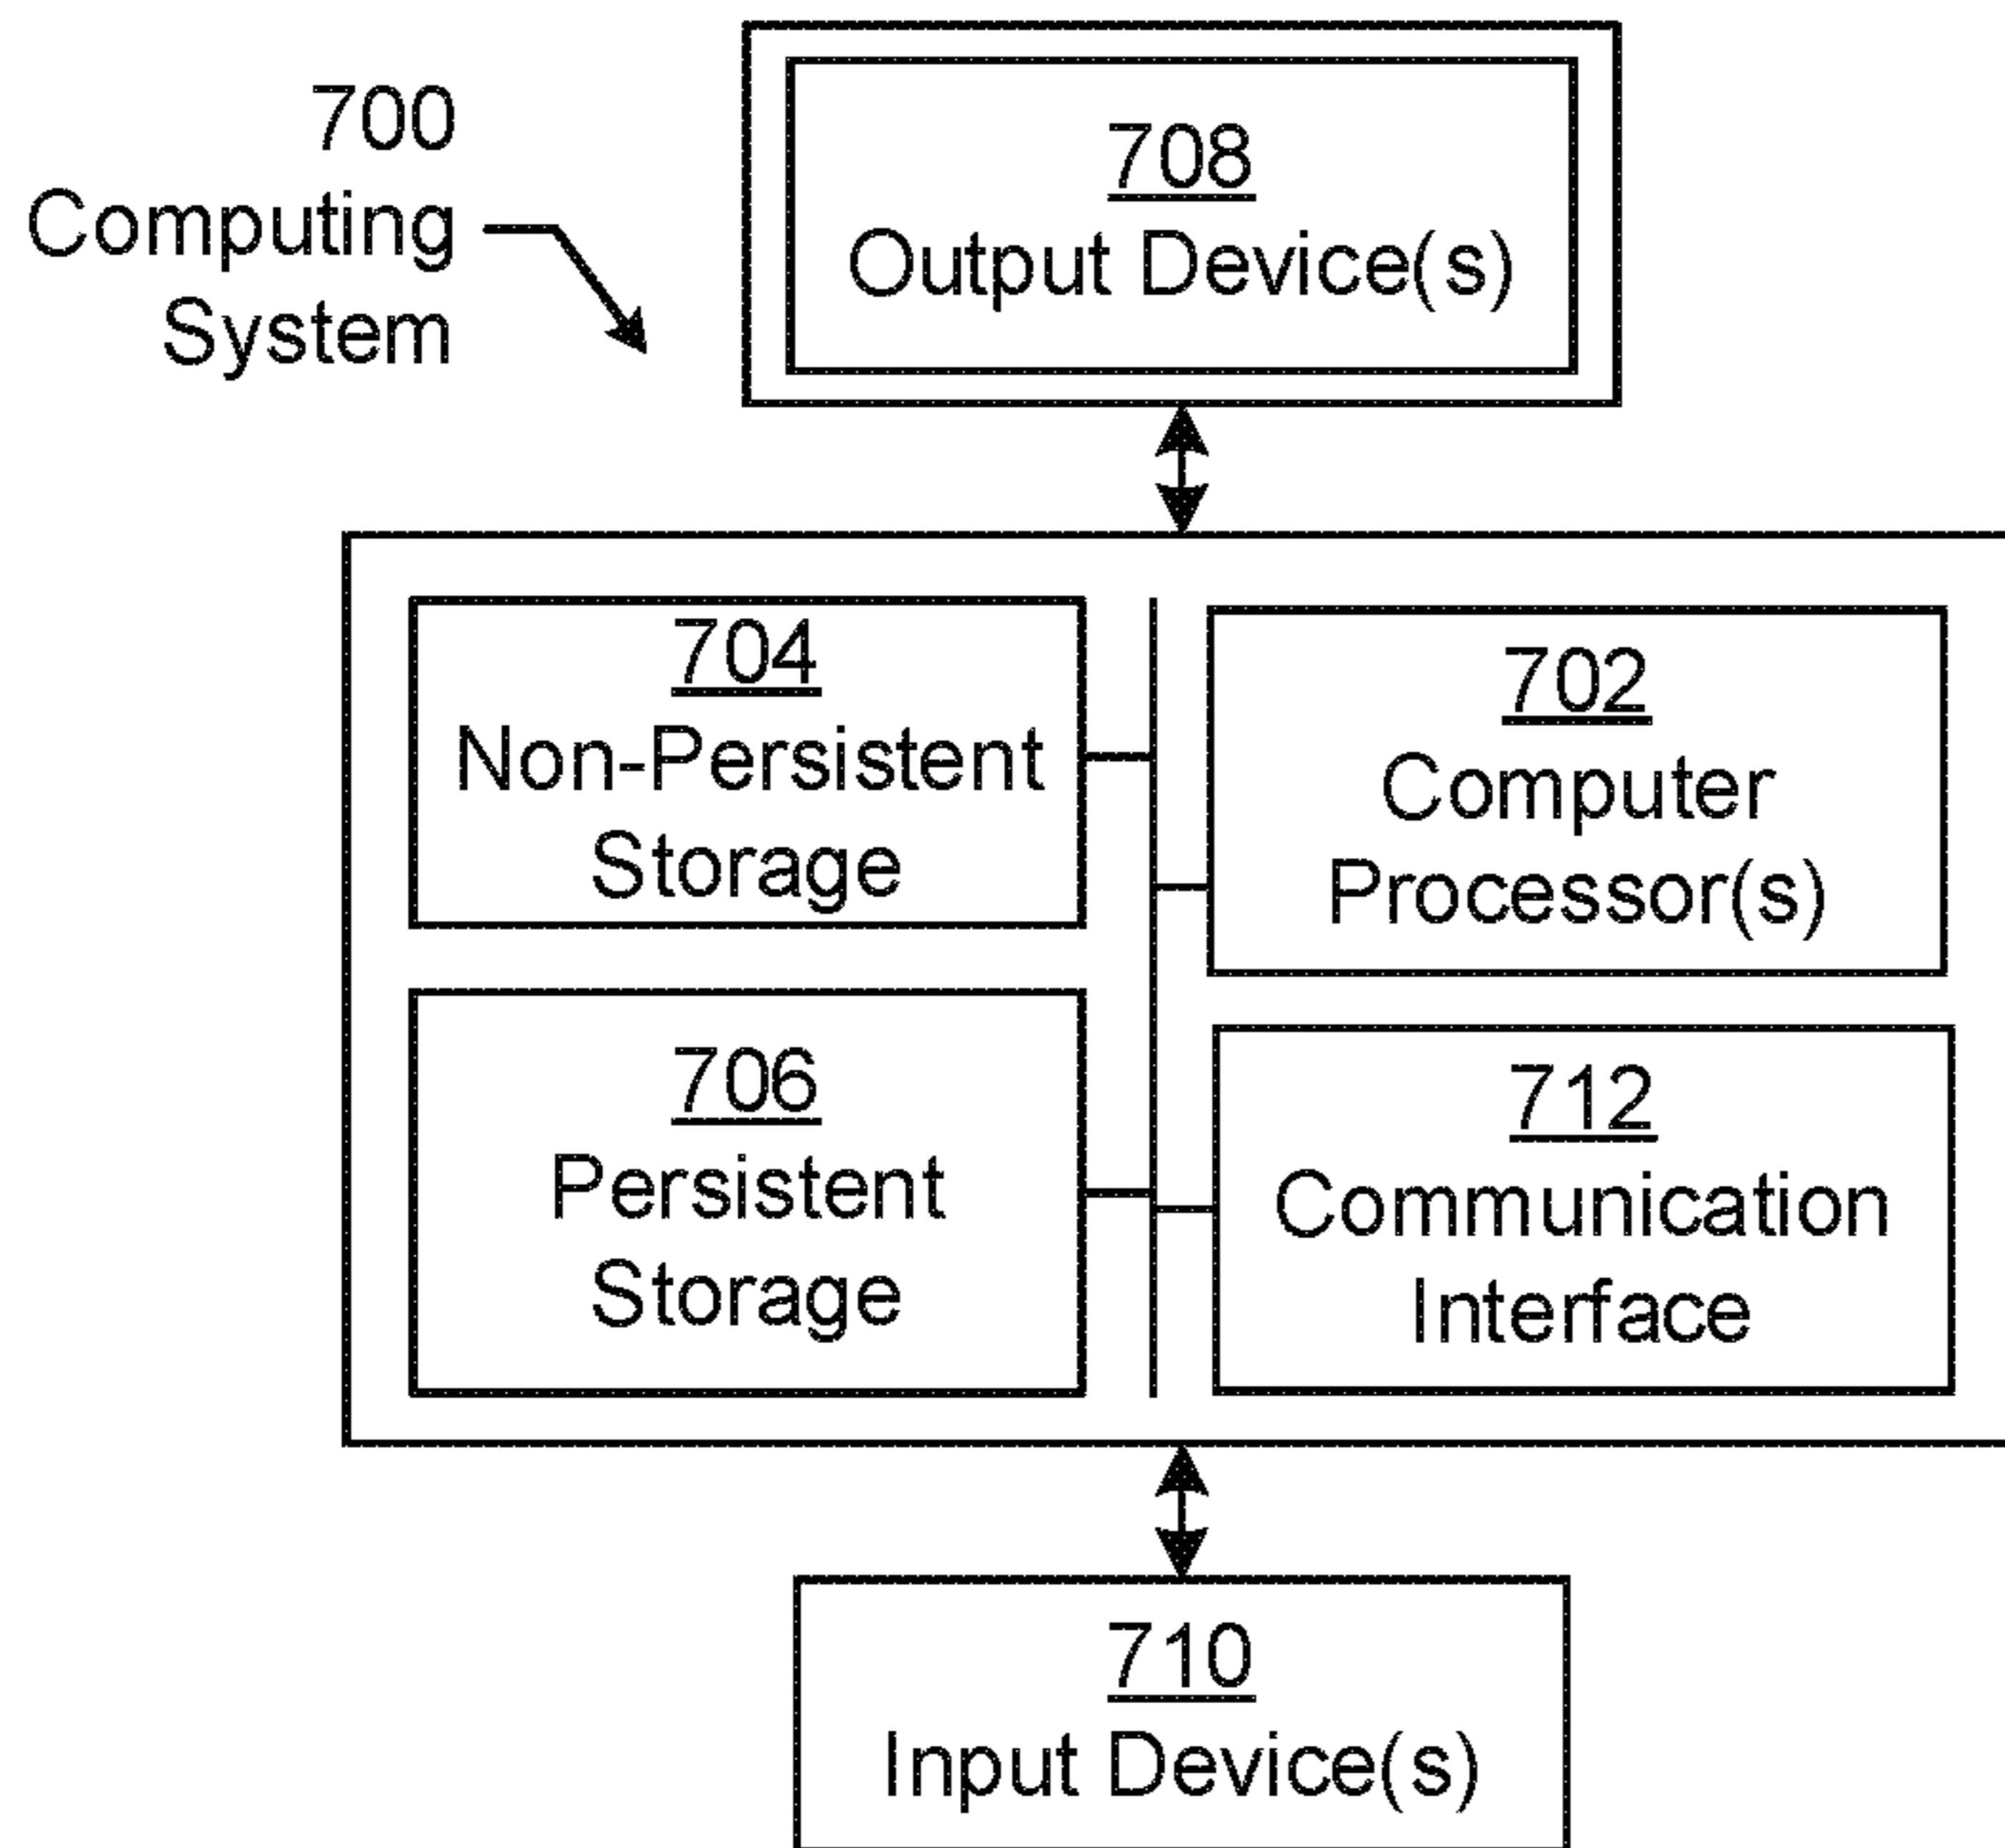 700
Computing
System
708
Output Device(s)
704
Non-Persistent
Storage
702
Computer
Processor(s)
706
Persistent
Storage
712
Communication
Interface
710
Input Device(s)